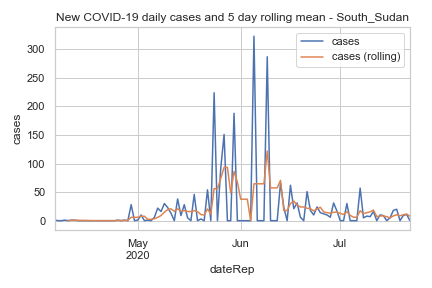 New COVID-19 daily cases and 5 day rolling mean - South_Sudan
cases
cases (rolling)
300
250
200
150
100
50
0
cases
May
2020
Jun
Jul
dateRep